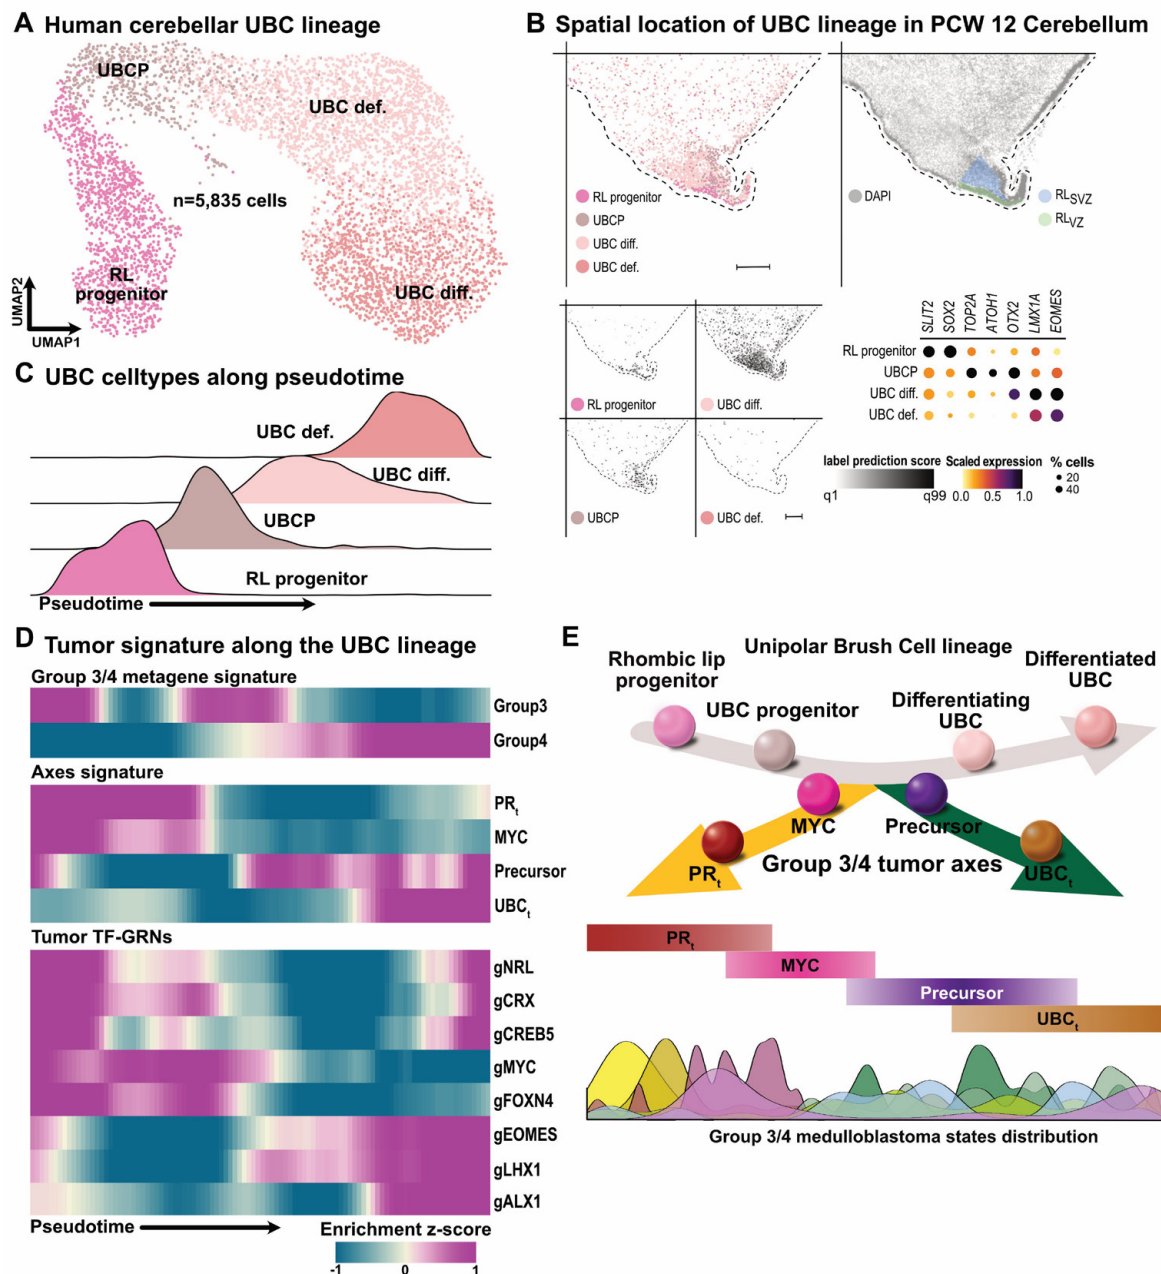 A Human cerebellar UBC lineage
UBCP
UBC def.
n=5,835 cells
RL
progenitor
UBC diff.
UMAP2
UMAP1
B Spatial location of UBC lineage in PCW 12 Cerebellum
RL progenitor
UBCP
UBC diff.
UBC def.
DAPI
RLSVZ
RLVZ
RL progenitor
UBC diff.
UBCP
UBC def.
SLIT2
SOX2
TOP2A
ATOH1
OTX2
LMX1A
EOMES
RL progenitor
UBCP
UBC diff.
UBC def.
label prediction score
q1
q99
Scaled expression
0.0 0.5 1.0
% cells
20
40
C UBC celltypes along pseudotime
UBC def.
UBC diff.
UBCP
RL progenitor
Pseudotime
D Tumor signature along the UBC lineage
Group 3/4 metagene signature
Group3
Group4
Axes signature
PRt
MYC
Precursor
UBCt
Tumor TF-GRNs
gNRL
gCRX
gCREB5
gMYC
gFOXN4
gEOMES
gLHX1
gALX1
Pseudotime
Enrichment z-score
-1 0 1
E Unipolar Brush Cell lineage
Rhombic lip
progenitor
UBC progenitor
Differentiating
UBC
Differentiated
UBC
MYC
Precursor
PRt
Group 3/4 tumor axes
UBCt
PRt
MYC
Precursor
UBCt
Group 3/4 medulloblastoma states distribution